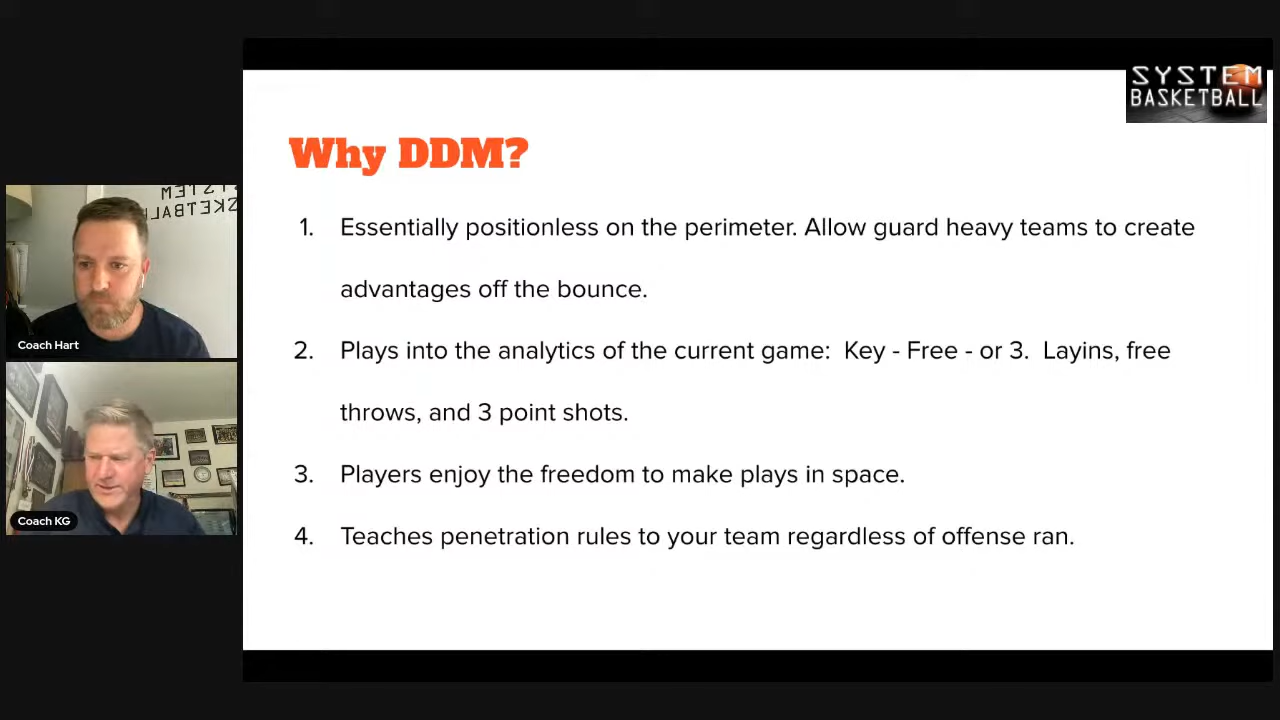 SYSTEM
BASKETBALL
Why DDM?
1. Essentially positionless on the perimeter. Allow guard heavy teams to create
advantages off the bounce.
2. Plays into the analytics of the current game: Key - Free - or 3. Layins, free
throws, and 3 point shots.
3. Players enjoy the freedom to make plays in space.
4. Teaches penetration rules to your team regardless of offense ran.
Coach Hart
Coach KG